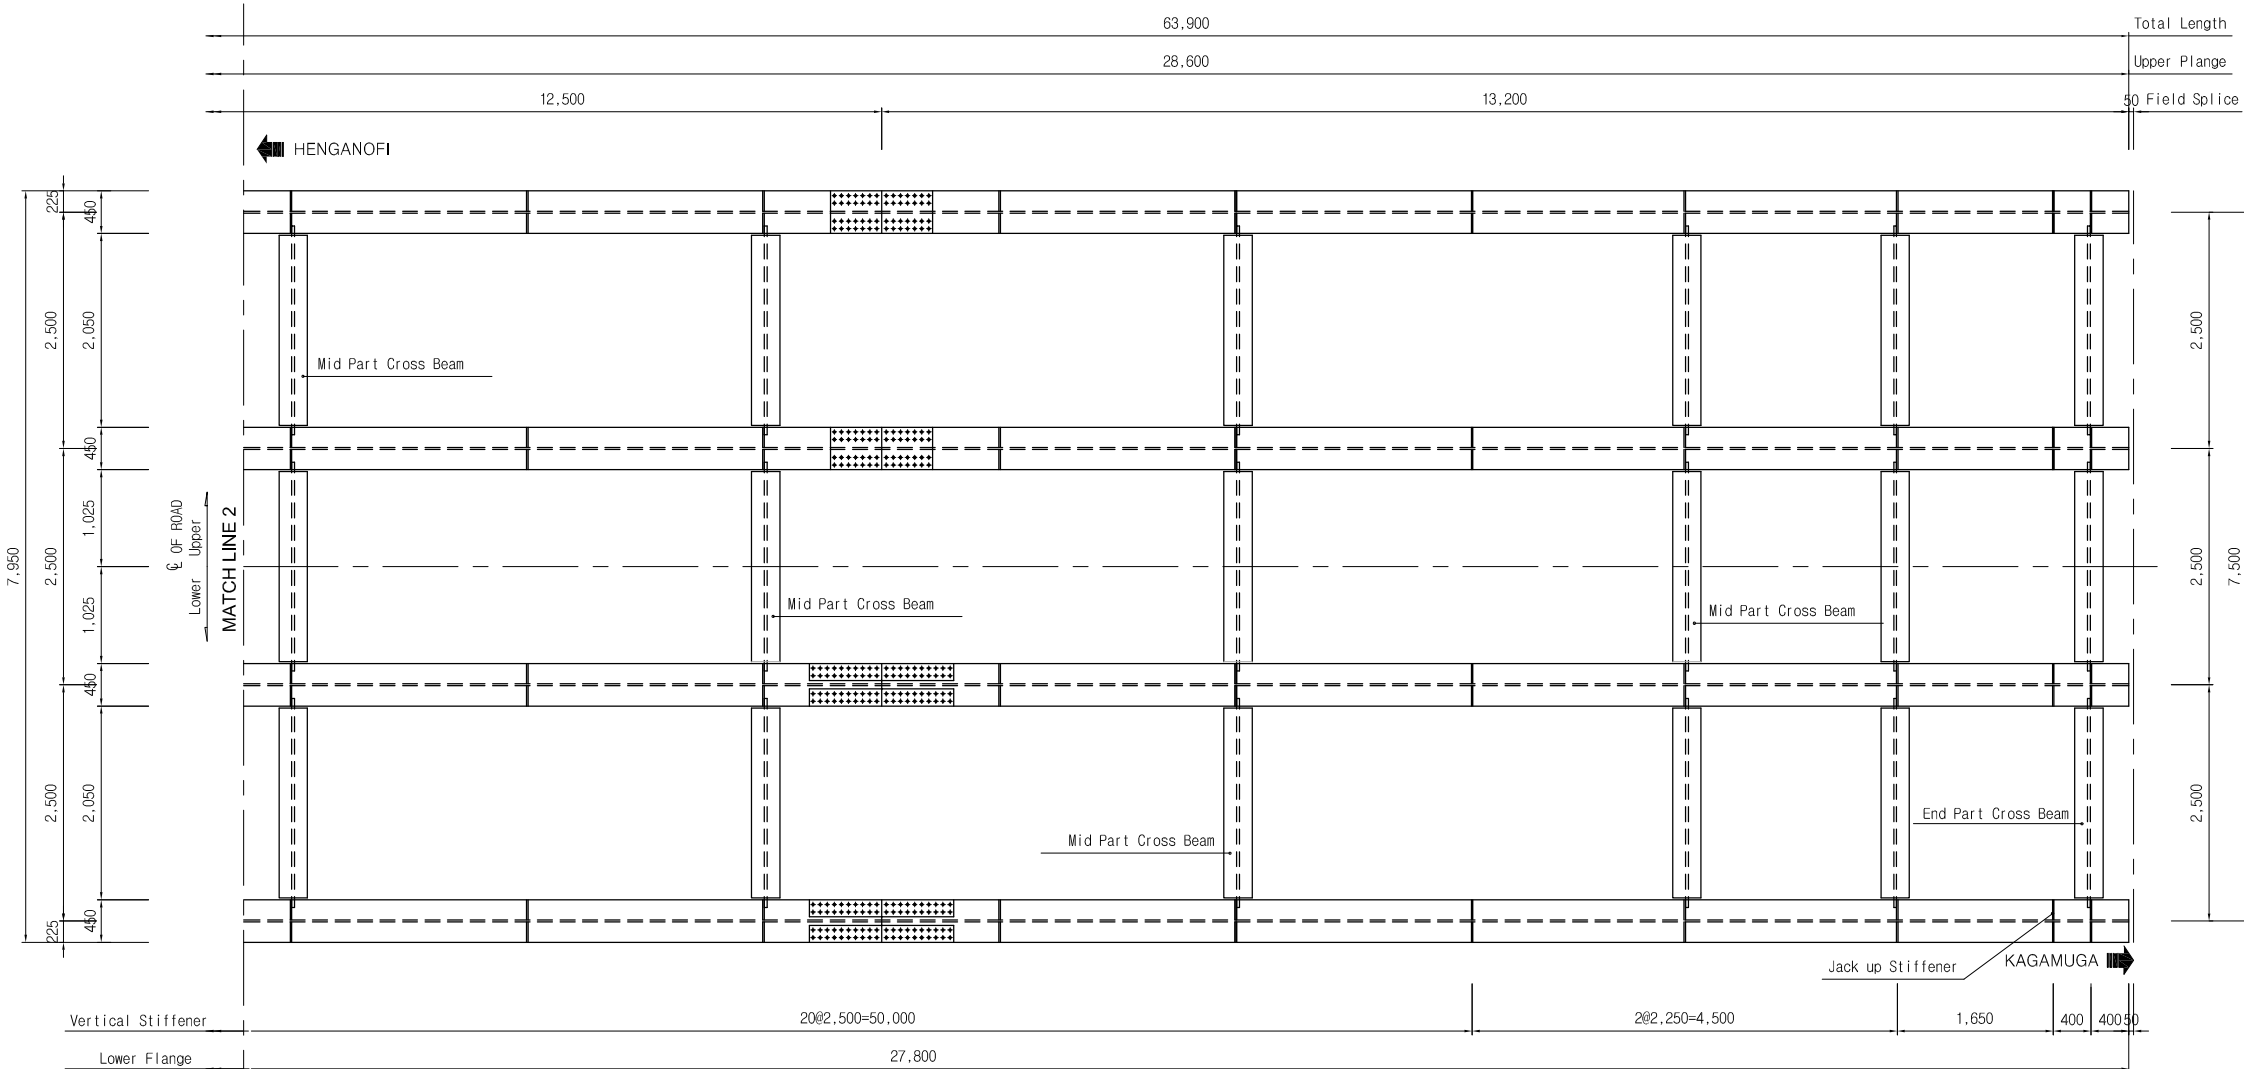 63,900
Total Length
28,600
Upper Plange
12,500
13,200
50 Field Splice
HENGANOFI
225
450
2,500
2,050
2,500
Mid Part Cross Beam
450
1,025
2,500
1,025
7,950
℄ OF ROAD
Lower Upper
MATCH LINE 2
2,500
7,500
Mid Part Cross Beam
Mid Part Cross Beam
450
2,500
2,050
2,500
End Part Cross Beam
Mid Part Cross Beam
225
450
Jack up Stiffener
KAGAMUGA
Vertical Stiffener
20@2,500=50,000
2@2,250=4,500
1,650
400
400
50
Lower Flange
27,800